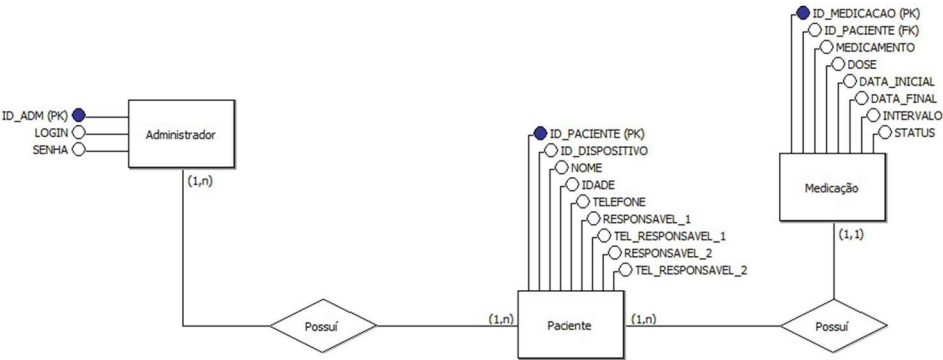 ID_MEDICACAO (PK)
ID_PACIENTE (FK)
MEDICAMENTO
DOSE
DATA_INICIAL
DATA_FINAL
INTERVALO
STATUS
Medicação
(1,1)
ID_ADM (PK)
LOGIN
SENHA
Administrador
(1,n)
ID_PACIENTE (PK)
ID_DISPOSITIVO
NOME
IDADE
TELEFONE
RESPONSAVEL_1
TEL_RESPONSAVEL_1
RESPONSAVEL_2
TEL_RESPONSAVEL_2
Possuí
(1,n)
Paciente
(1,n)
Possuí